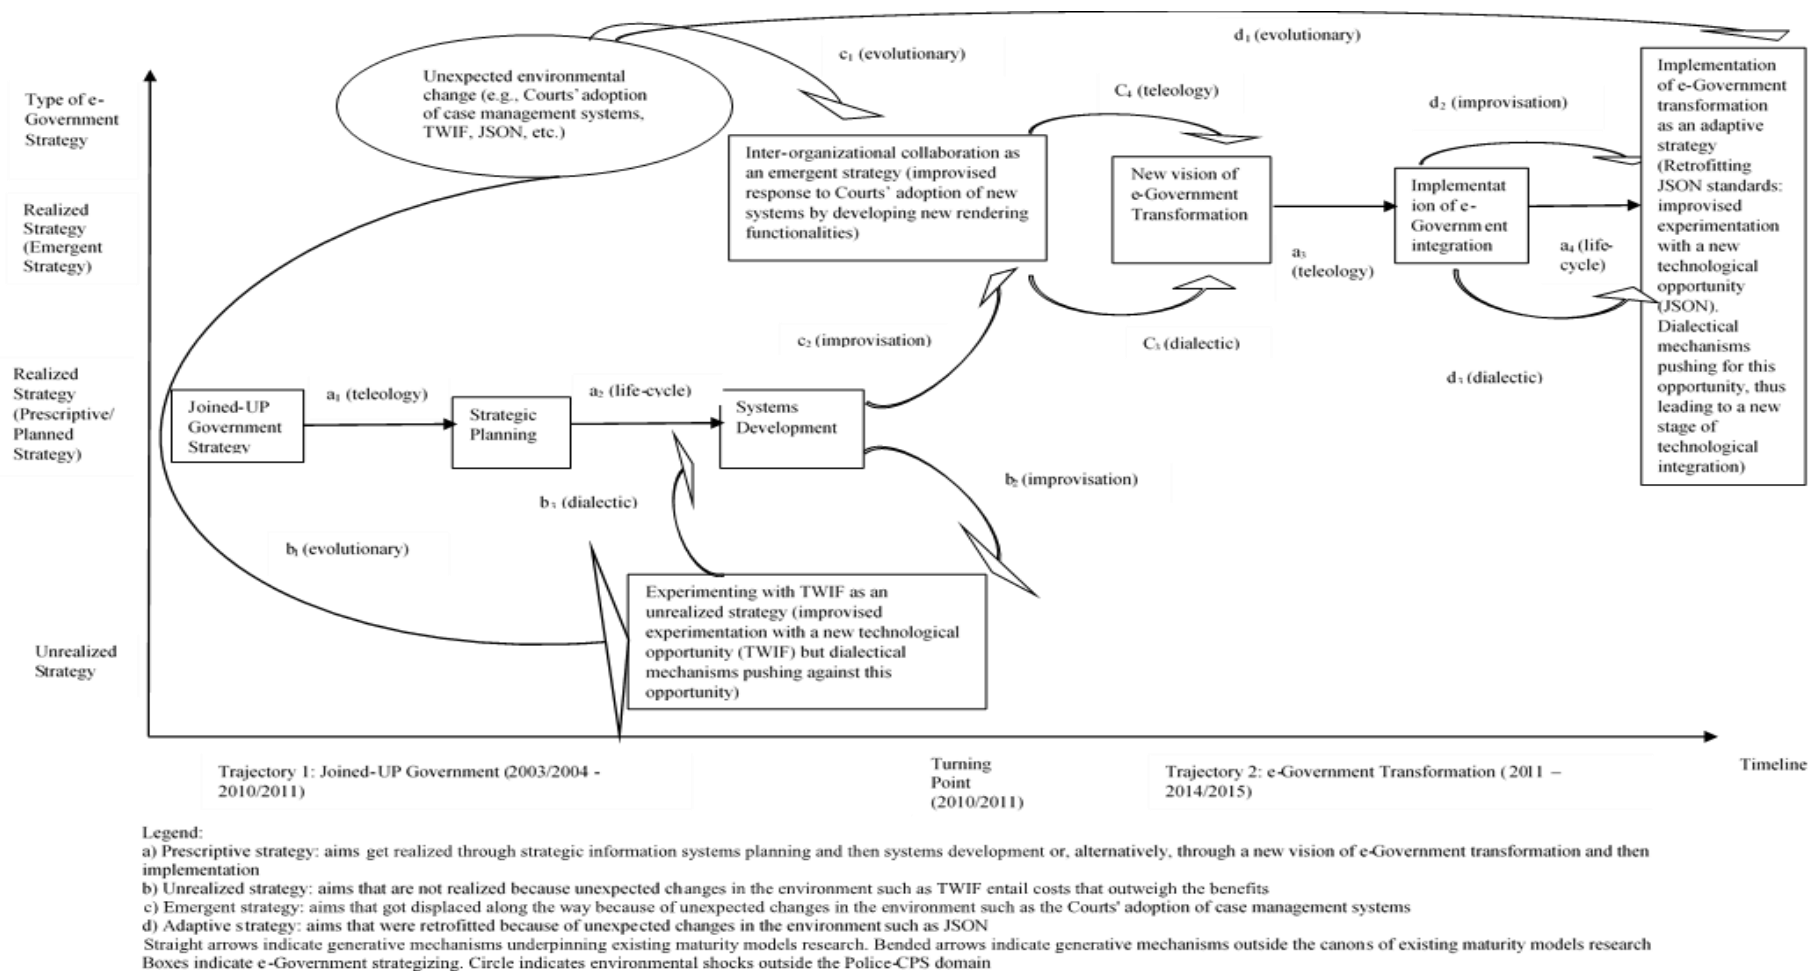 Type of e-
Government
Strategy
Realized
Strategy
(Emergent
Strategy)
Realized
Strategy
(Prescriptive/
Planned
Strategy)
Unrealized
Strategy
Unexpected environmental
change (e.g., Courts' adoption
of case management systems,
TWIF, JSON, etc.)
c₁ (evolutionary)
d₁ (evolutionary)
Inter-organizational collaboration as
an emergent strategy (improvised
response to Courts' adoption of new
systems by developing new rendering
functionalities)
C₄ (teleology)
New vision of
e-Government
Transformation
a₃
(teleology)
d₂ (improvisation)
Implementat
ion of e-
Government
integration
a₄ (life-
cycle)
Implementation
of e-Government
transformation
as an adaptive
strategy
(Retrofitting
JSON standards:
improvised
experimentation
with a new
technological
opportunity
(JSON).
Dialectical
mechanisms
pushing for this
opportunity, thus
leading to a new
stage of
technological
integration)
c₂ (improvisation)
C₃ (dialectic)
d₃ (dialectic)
Joined-UP
Government
Strategy
a₁ (teleology)
Strategic
Planning
a₂ (life-cycle)
Systems
Development
b₃ (dialectic)
b₂ (improvisation)
b₁ (evolutionary)
Experimenting with TWIF as an
unrealized strategy (improvised
experimentation with a new technological
opportunity (TWIF) but dialectical
mechanisms pushing against this
opportunity)
Trajectory 1: Joined-UP Government (2003/2004 -
2010/2011)
Turning
Point
(2010/2011)
Trajectory 2: e-Government Transformation (2011 –
2014/2015)
Timeline
Legend:
a) Prescriptive strategy: aims get realized through strategic information systems planning and then systems development or, alternatively, through a new vision of e-Government transformation and then
implementation
b) Unrealized strategy: aims that are not realized because unexpected changes in the environment such as TWIF entail costs that outweigh the benefits
c) Emergent strategy: aims that got displaced along the way because of unexpected changes in the environment such as the Courts' adoption of case management systems
d) Adaptive strategy: aims that were retrofitted because of unexpected changes in the environment such as JSON
Straight arrows indicate generative mechanisms underpinning existing maturity models research. Bended arrows indicate generative mechanisms outside the canons of existing maturity models research
Boxes indicate e-Government strategizing. Circle indicates environmental shocks outside the Police-CPS domain